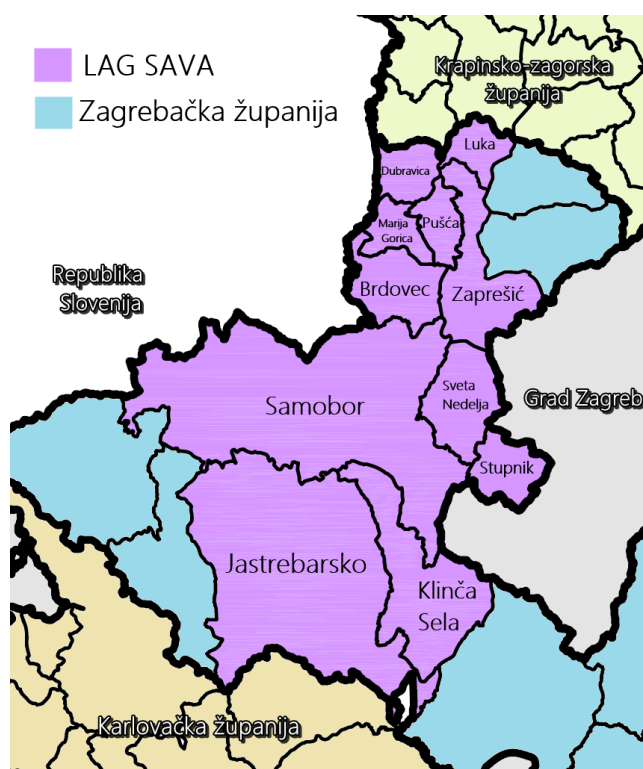 LAG SAVA
Zagrebačka županija
Krapinsko-zagorska
županija
Luka
Dubravica
Marija
Gorica
Pušća
Republika
Slovenija
Brdovec
Zaprešić
Sveta
Nedelja
Grad Zagreb
Samobor
Stupnik
Jastrebarsko
Klinča
Sela
Karlovačka županija